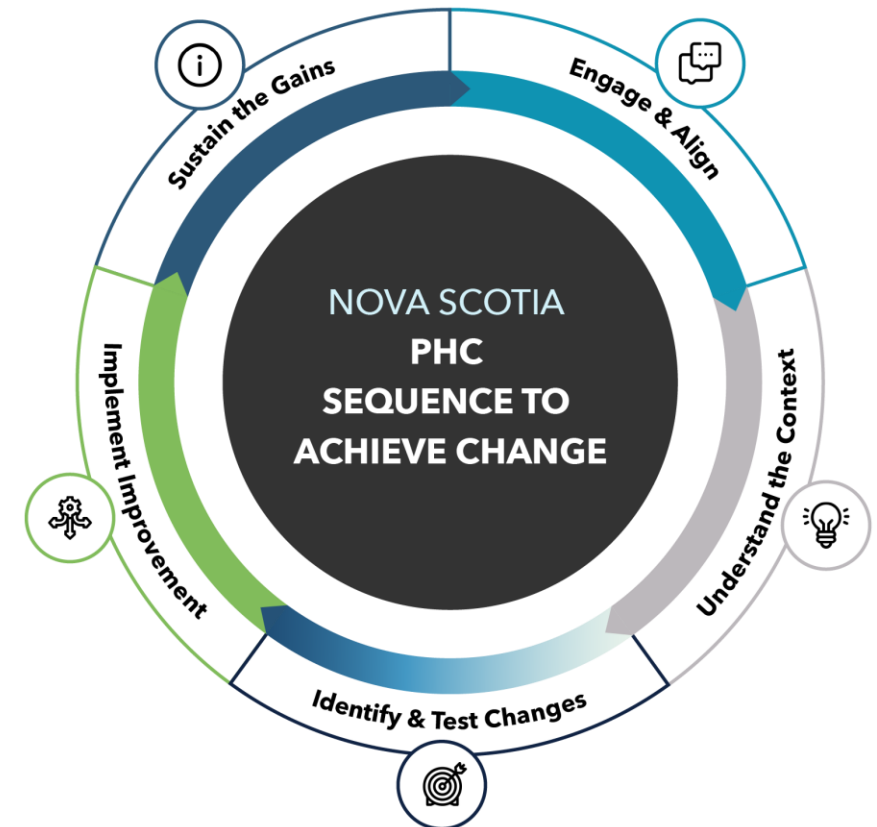 NOVA SCOTIA
PHC
SEQUENCE TO
ACHIEVE CHANGE
Engage & Align
Understand the Context
Identify & Test Changes
Implement Improvement
Sustain the Gains